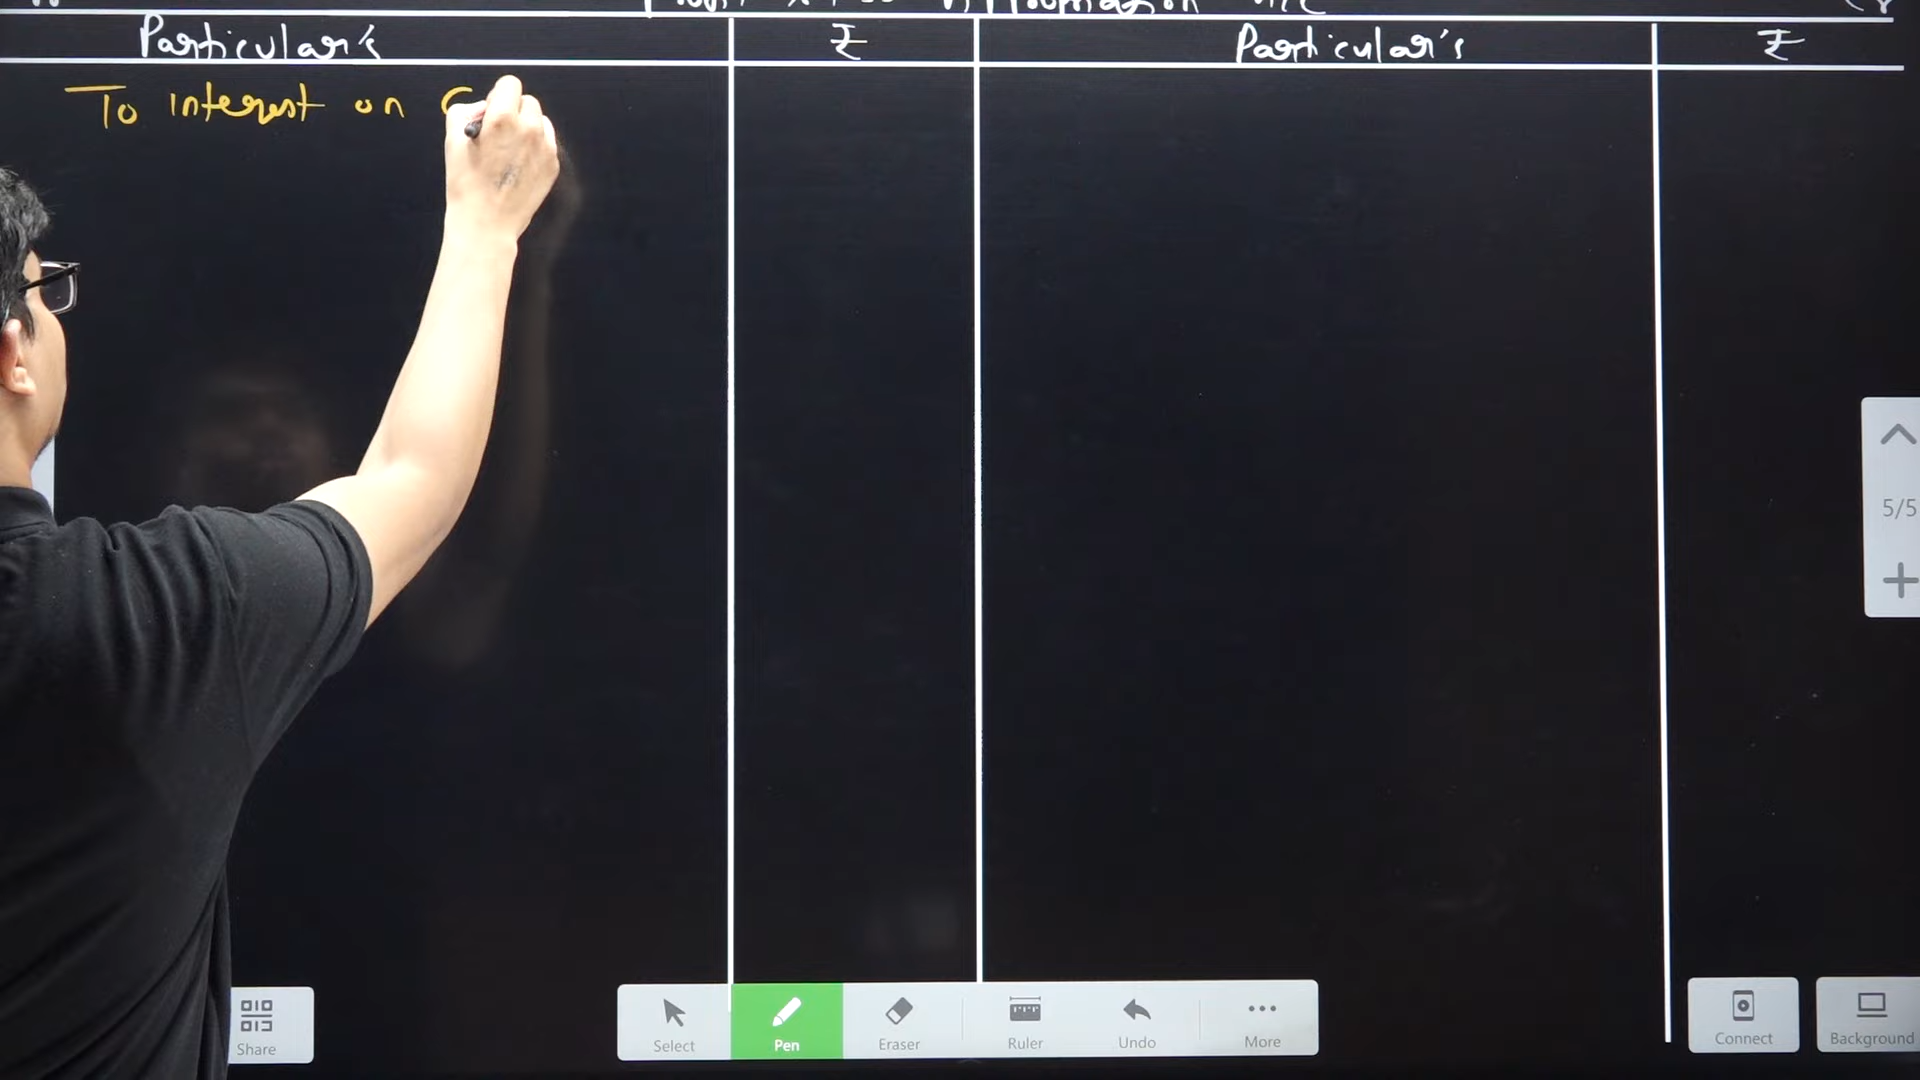 Particular's ₹ Particular's ₹
To interest on C
5/5
Share
Select Pen Eraser Ruler Undo More
Connect Background